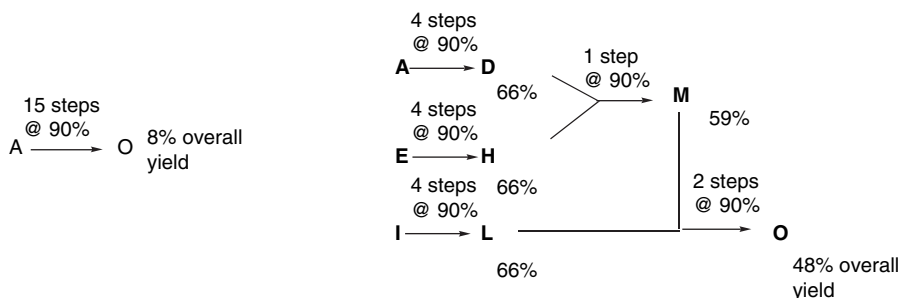 15 steps
@ 90%
A
O
8% overall
yield
4 steps
@ 90%
A
D
66%
4 steps
@ 90%
E
H
66%
4 steps
@ 90%
I
L
66%
1 step
@ 90%
M
59%
2 steps
@ 90%
O
48% overall
yield